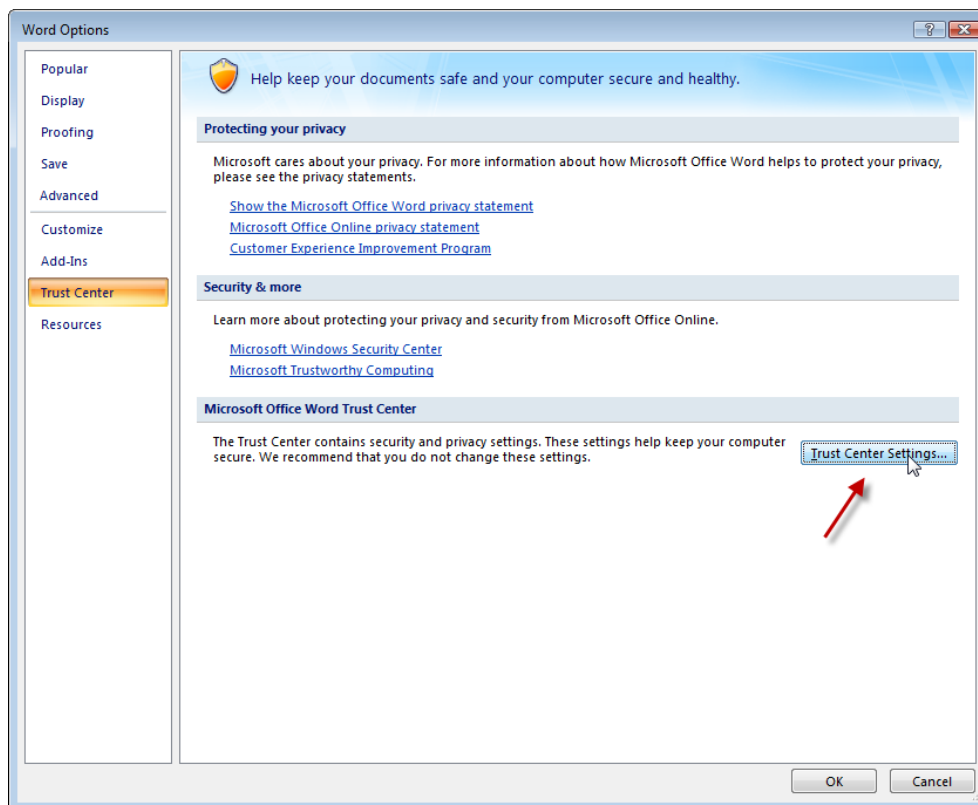 Word Options
Popular
Display
Proofing
Save
Advanced
Customize
Add-Ins
Trust Center
Resources
Help keep your documents safe and your computer secure and healthy.
Protecting your privacy
Microsoft cares about your privacy. For more information about how Microsoft Office Word helps to protect your privacy,
please see the privacy statements.
Show the Microsoft Office Word privacy statement
Microsoft Office Online privacy statement
Customer Experience Improvement Program
Security & more
Learn more about protecting your privacy and security from Microsoft Office Online.
Microsoft Windows Security Center
Microsoft Trustworthy Computing
Microsoft Office Word Trust Center
The Trust Center contains security and privacy settings. These settings help keep your computer
secure. We recommend that you do not change these settings.
Trust Center Settings...
OK
Cancel